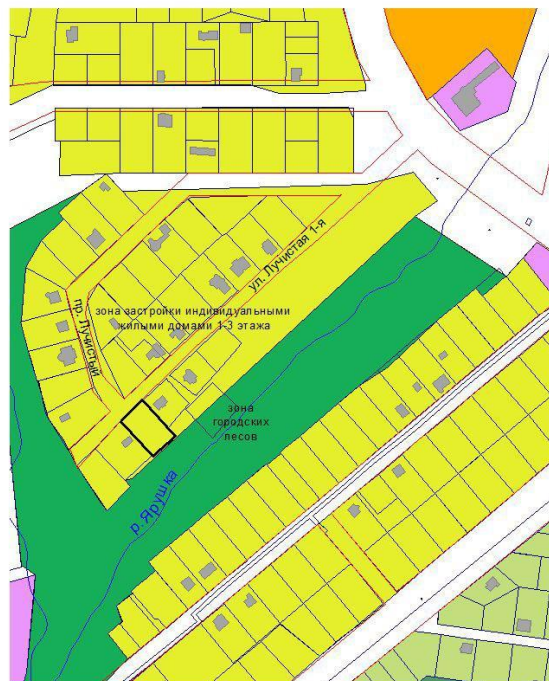 ул. Лучистая 1-я
пр. Лучистый
зона застройки индивидуальными
жилыми домами 1-3 этажа
зона
городских
лесов
р. Ярушка